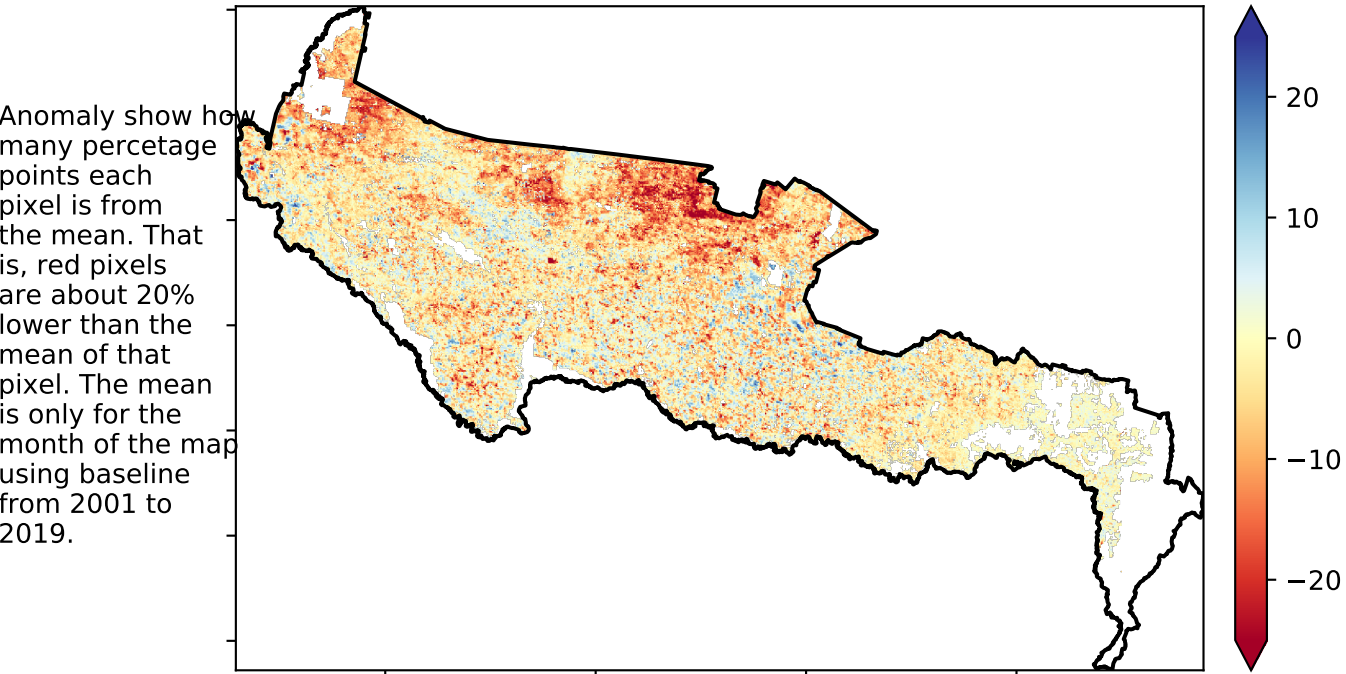 Anomaly show how
many percetage
points each
pixel is from
the mean. That
is, red pixels
are about 20%
lower than the
mean of that
pixel. The mean
is only for the
month of the map
using baseline
from 2001 to
2019.
20
10
0
−10
−20